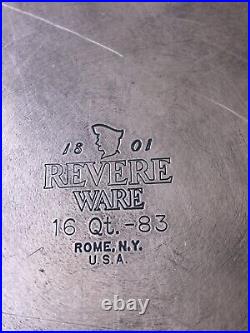 18 01
REVERE
WARE
16 Qt.-83
ROME, N.Y.
U.S.A.